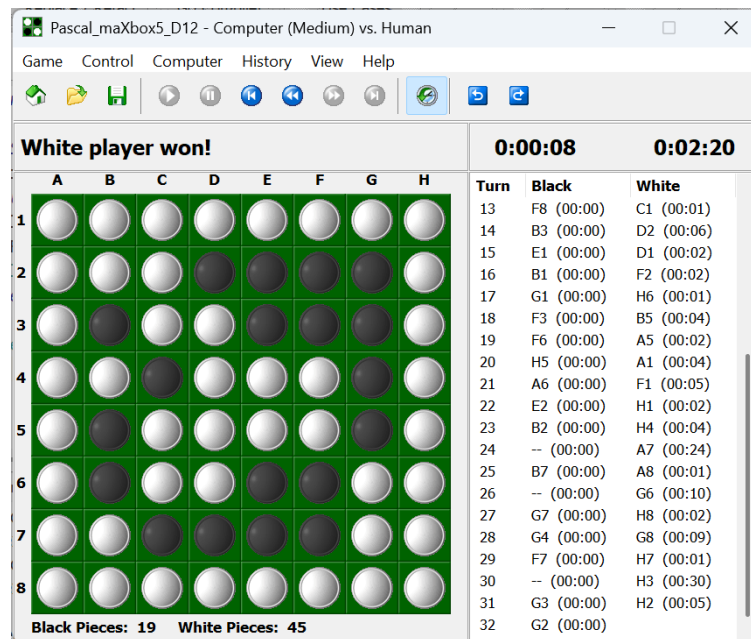 Pascal_maXbox5_D12 - Computer (Medium) vs. Human
Game Control Computer History View Help
White player won! 0:00:08 0:02:20
A B C D E F G H
Turn Black White
1
2
3
4
5
6
7
8
13 F8 (00:00) C1 (00:01)
14 B3 (00:00) D2 (00:06)
15 E1 (00:00) D1 (00:02)
16 B1 (00:00) F2 (00:02)
17 G1 (00:00) H6 (00:01)
18 F3 (00:00) B5 (00:04)
19 F6 (00:00) A5 (00:02)
20 H5 (00:00) A1 (00:04)
21 A6 (00:00) F1 (00:05)
22 E2 (00:00) H1 (00:02)
23 B2 (00:00) H4 (00:04)
24 -- (00:00) A7 (00:24)
25 B7 (00:00) A8 (00:01)
26 -- (00:00) G6 (00:10)
27 G7 (00:00) H8 (00:02)
28 G4 (00:00) G8 (00:09)
29 F7 (00:00) H7 (00:01)
30 -- (00:00) H3 (00:30)
31 G3 (00:00) H2 (00:05)
32 G2 (00:00)
Black Pieces: 19 White Pieces: 45